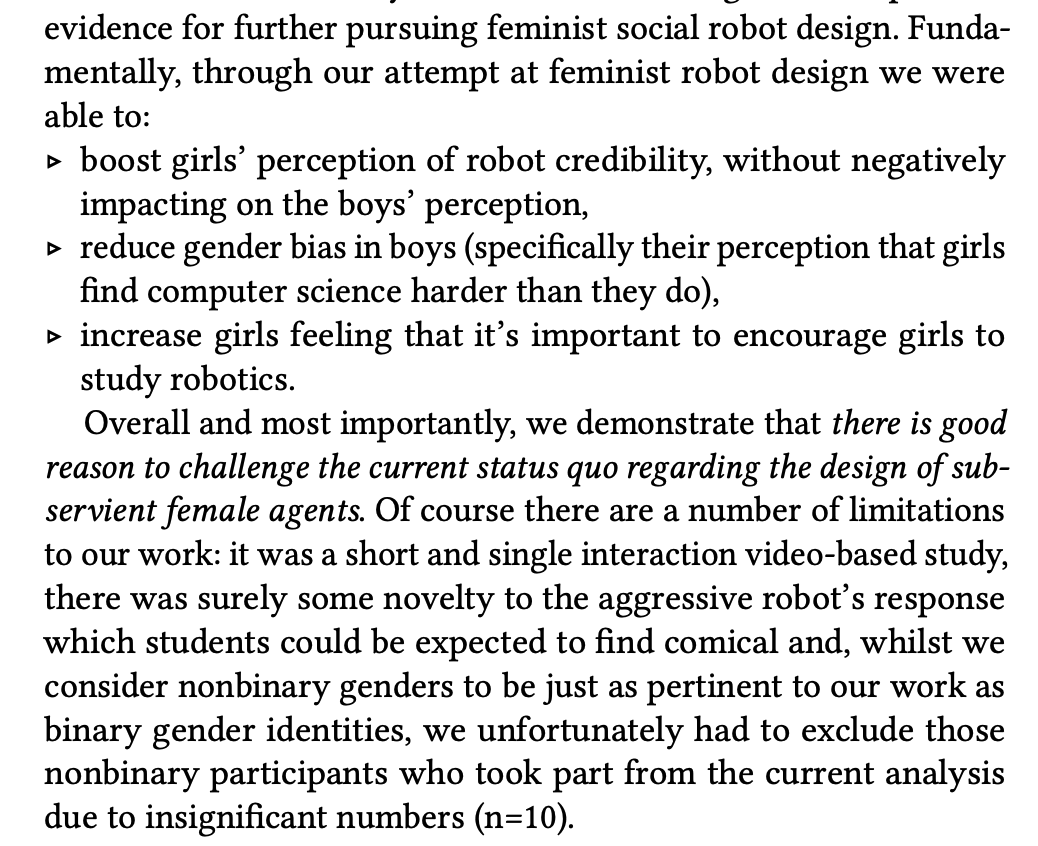 evidence for further pursuing feminist social robot design. Funda-
mentally, through our attempt at feminist robot design we were
able to:
▹ boost girls’ perception of robot credibility, without negatively
impacting on the boys’ perception,
▹ reduce gender bias in boys (specifically their perception that girls
find computer science harder than they do),
▹ increase girls feeling that it’s important to encourage girls to
study robotics.
Overall and most importantly, we demonstrate that there is good
reason to challenge the current status quo regarding the design of sub-
servient female agents. Of course there are a number of limitations
to our work: it was a short and single interaction video-based study,
there was surely some novelty to the aggressive robot’s response
which students could be expected to find comical and, whilst we
consider nonbinary genders to be just as pertinent to our work as
binary gender identities, we unfortunately had to exclude those
nonbinary participants who took part from the current analysis
due to insignificant numbers (n=10).